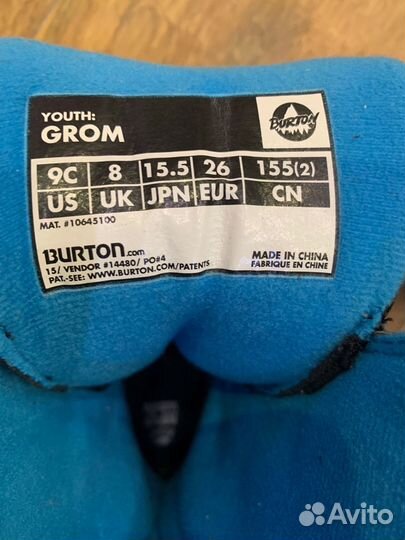 YOUTH:
GROM
BURTON
9C 8 15.5 26 155(2)
US UK JPN EUR CN
MAT. #10645100
BURTON.com
15/ VENDOR #14480/ PO#4
PAT.-SEE: WWW.BURTON.COM/PATENTS
MADE IN CHINA
FABRIQUE EN CHINE
Avito